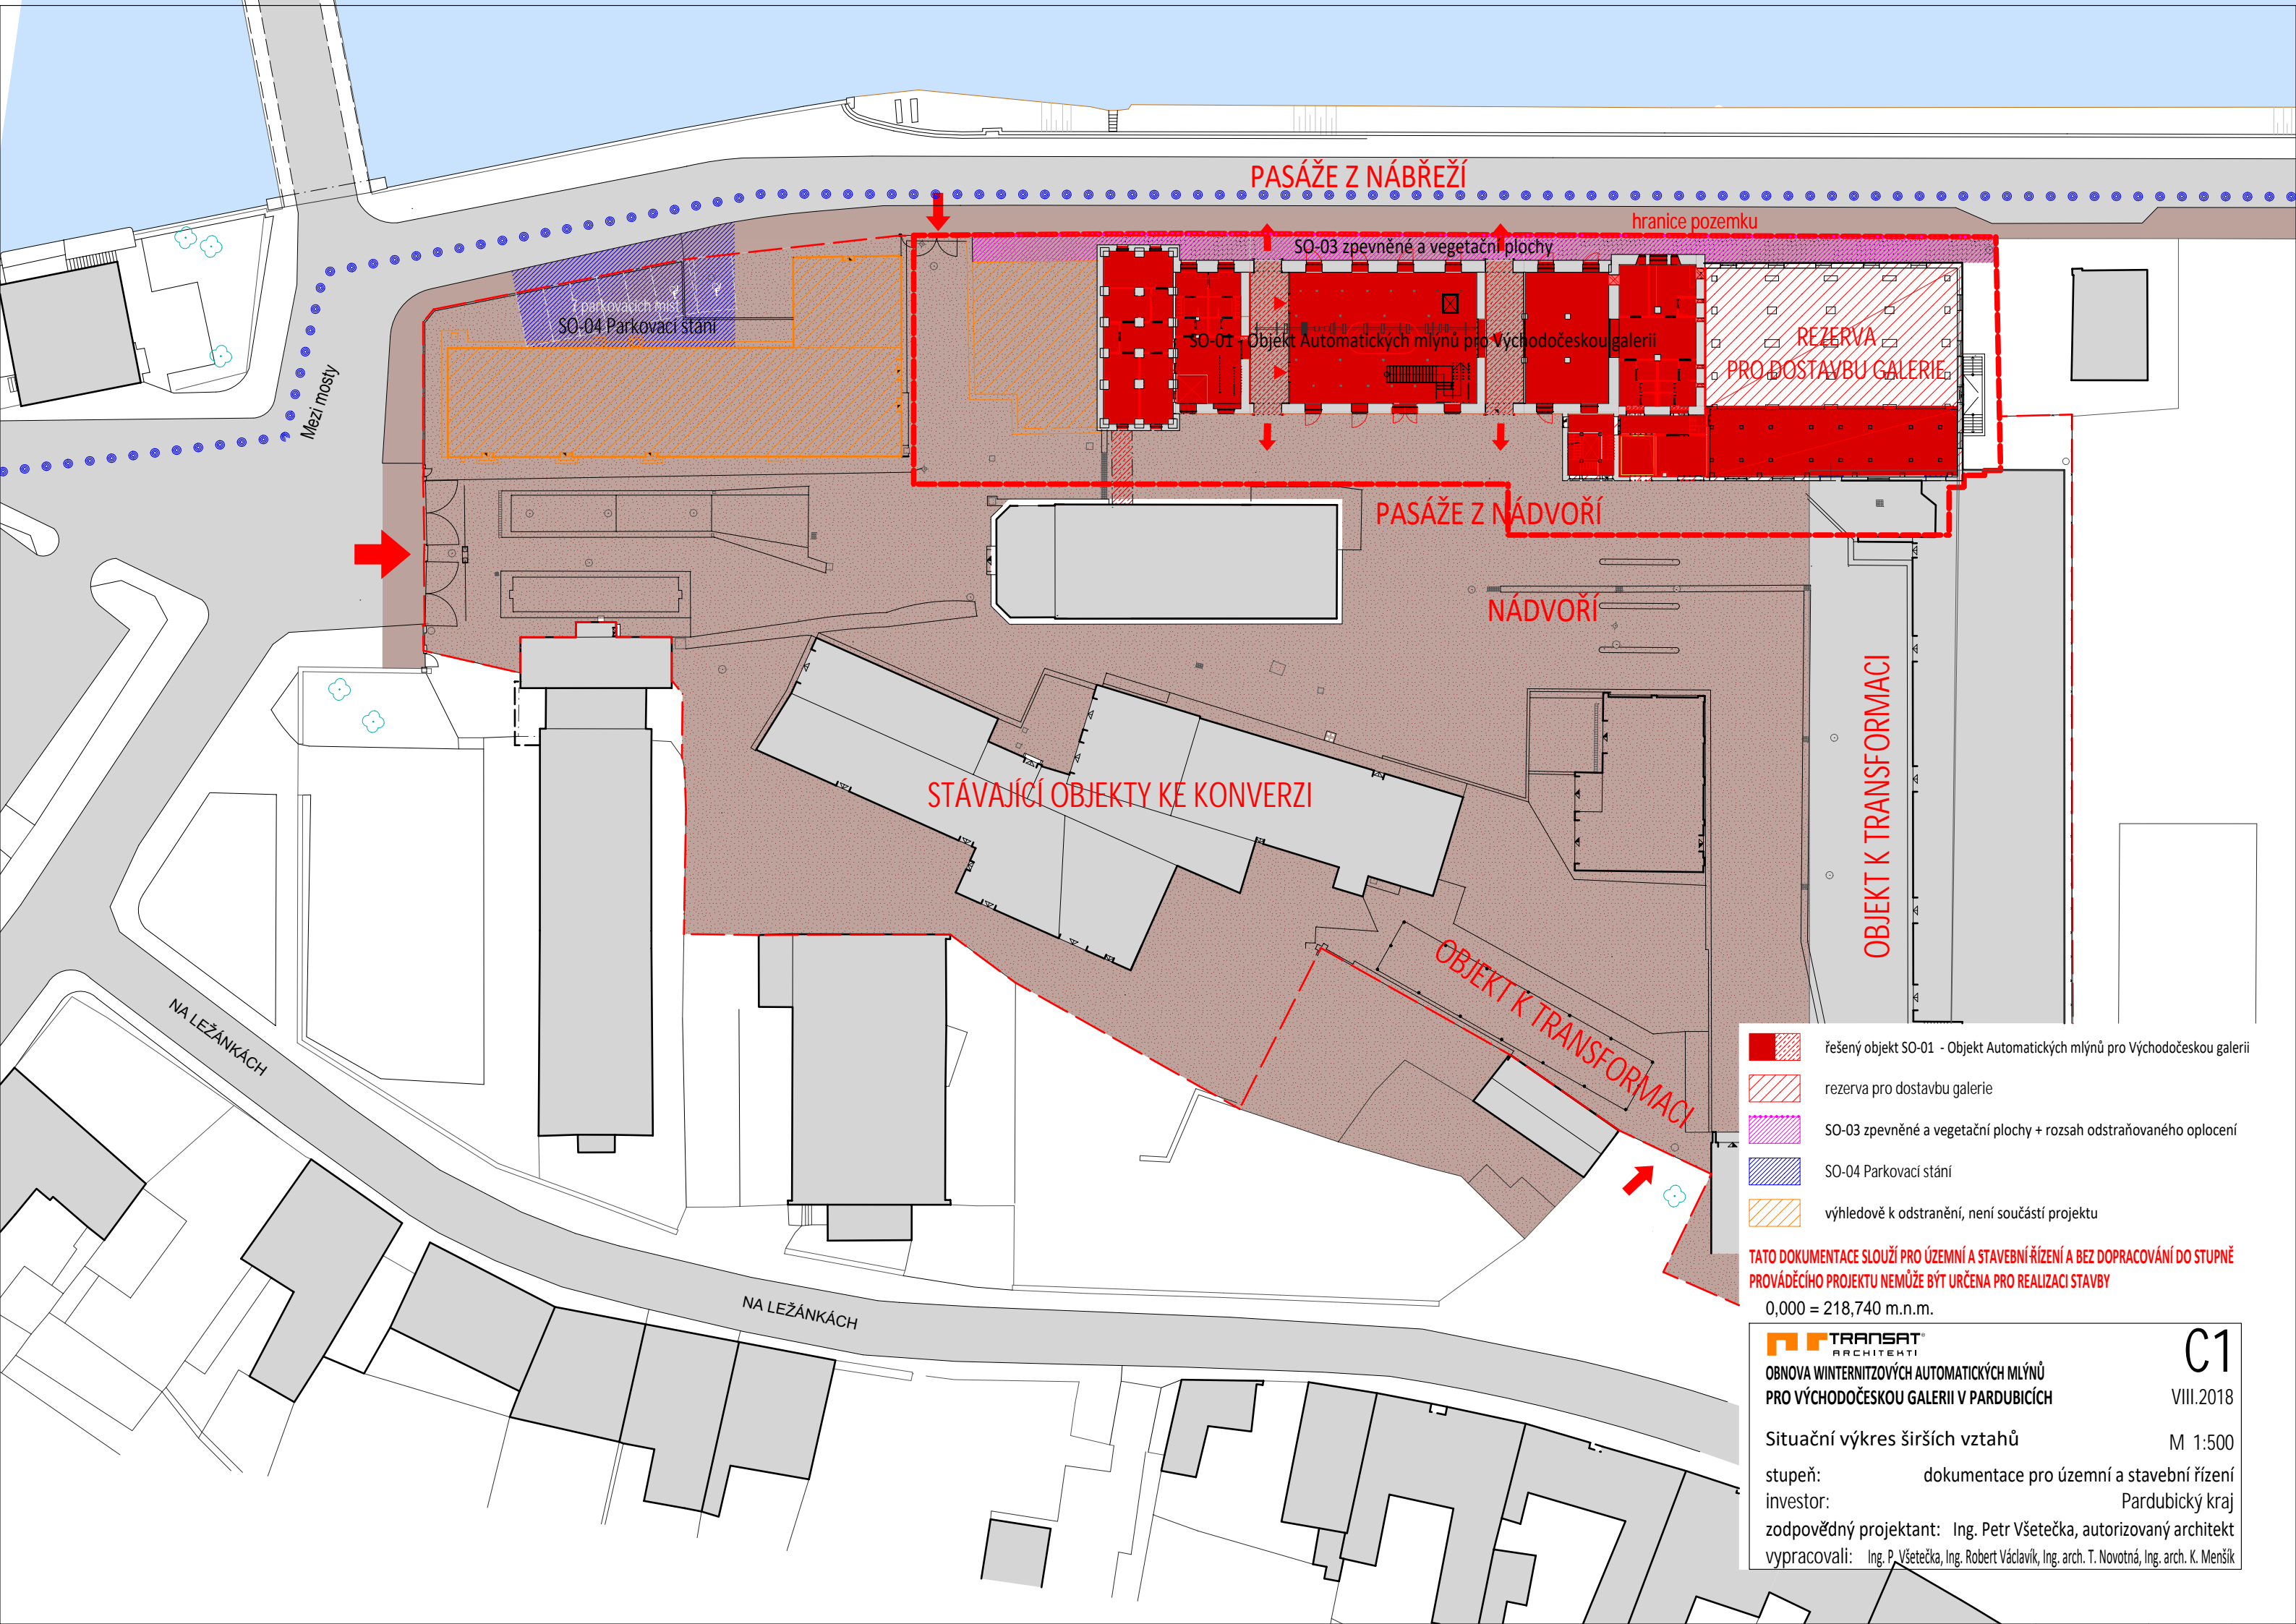 PASÁŽE Z NÁBŘEŽÍ
hranice pozemku
SO-03 zpevněné a vegetační plochy
7 parkovacích míst
SO-04 Parkovací stání
SO-01 - Objekt Automatických mlýnů pro Východočeskou galerii
REZERVA
PRO DOSTAVBU GALERIE
Mezi mosty
PASÁŽE Z NÁDVOŘÍ
NÁDVOŘÍ
STÁVAJÍCÍ OBJEKTY KE KONVERZI
OBJEKT K TRANSFORMACI
OBJEKT K TRANSFORMACI
NA LEŽÁNKÁCH
NA LEŽÁNKÁCH
řešený objekt SO-01 - Objekt Automatických mlýnů pro Východočeskou galerii
rezerva pro dostavbu galerie
SO-03 zpevněné a vegetační plochy + rozsah odstraňovaného oplocení
SO-04 Parkovací stání
výhledově k odstranění, není součástí projektu
TATO DOKUMENTACE SLOUŽÍ PRO ÚZEMNÍ A STAVEBNÍ ŘÍZENÍ A BEZ DOPRACOVÁNÍ DO STUPNĚ
PROVÁDĚCÍHO PROJEKTU NEMŮŽE BÝT URČENA PRO REALIZACI STAVBY
0,000 = 218,740 m.n.m.
TRANSAT
ARCHITEKTI
C1
OBNOVA WINTERNITZOVÝCH AUTOMATICKÝCH MLÝNŮ
PRO VÝCHODOČESKOU GALERII V PARDUBICÍCH
VIII.2018
Situační výkres širších vztahů
M 1:500
stupeň: dokumentace pro územní a stavební řízení
investor: Pardubický kraj
zodpovědný projektant: Ing. Petr Všetečka, autorizovaný architekt
vypracovali: Ing. P. Všetečka, Ing. Robert Václavík, Ing. arch. T. Novotná, Ing. arch. K. Menšík